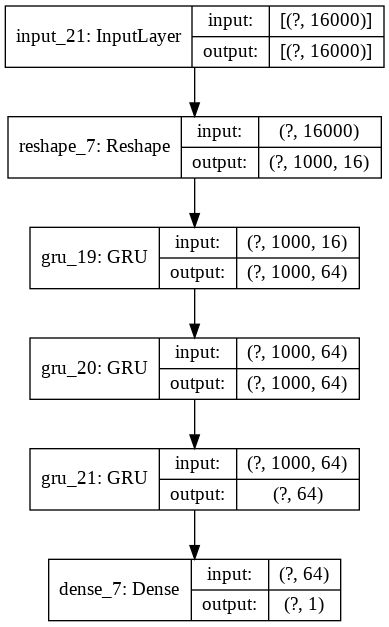 input_21: InputLayer
input: [(?, 16000)]
output: [(?, 16000)]
reshape_7: Reshape
input: (?, 16000)
output: (?, 1000, 16)
gru_19: GRU
input: (?, 1000, 16)
output: (?, 1000, 64)
gru_20: GRU
input: (?, 1000, 64)
output: (?, 1000, 64)
gru_21: GRU
input: (?, 1000, 64)
output: (?, 64)
dense_7: Dense
input: (?, 64)
output: (?, 1)